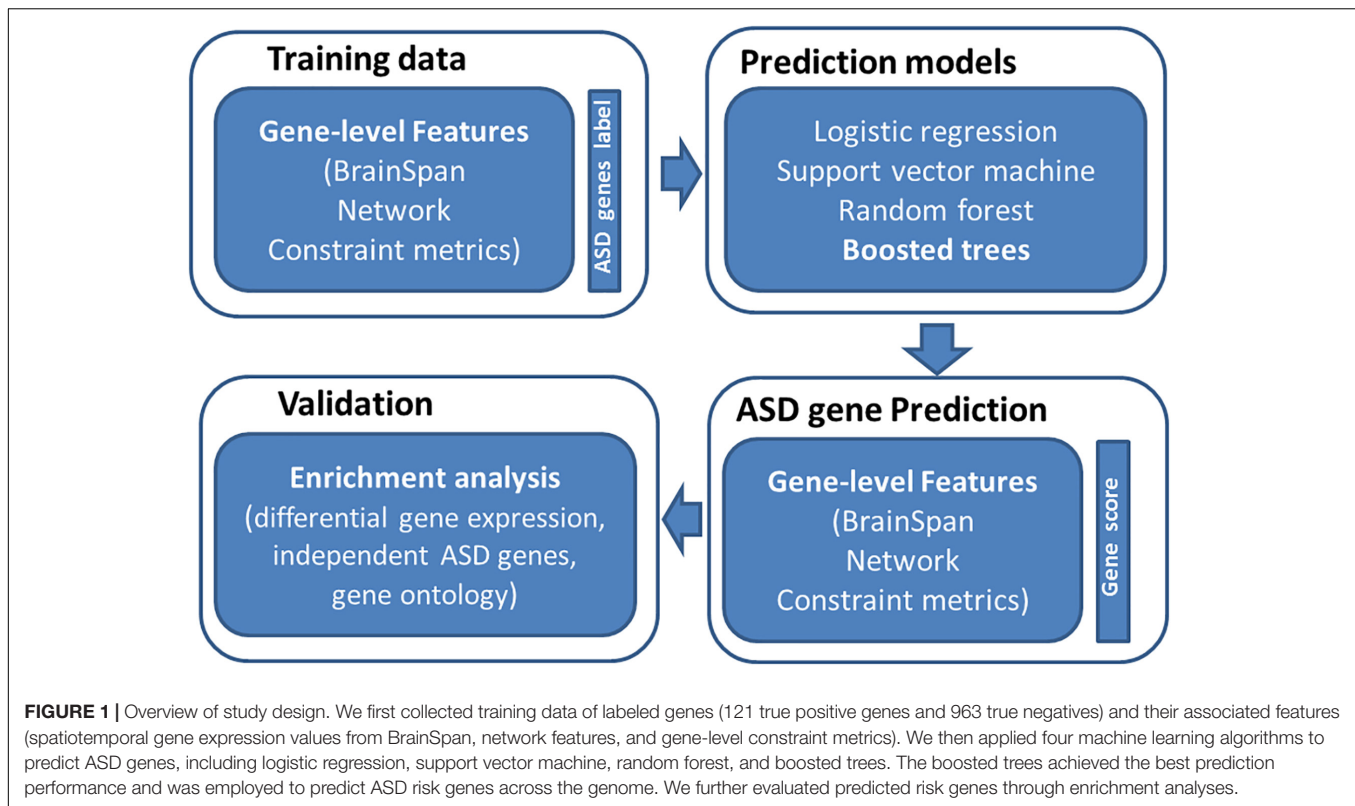 Training data
Gene-level Features
(BrainSpan
Network
Constraint metrics)
ASD genes label
Prediction models
Logistic regression
Support vector machine
Random forest
Boosted trees
Validation
Enrichment analysis
(differential gene expression,
independent ASD genes,
gene ontology)
ASD gene Prediction
Gene-level Features
(BrainSpan
Network
Constraint metrics)
Gene score
FIGURE 1 | Overview of study design. We first collected training data of labeled genes (121 true positive genes and 963 true negatives) and their associated features
(spatiotemporal gene expression values from BrainSpan, network features, and gene-level constraint metrics). We then applied four machine learning algorithms to
predict ASD genes, including logistic regression, support vector machine, random forest, and boosted trees. The boosted trees achieved the best prediction
performance and was employed to predict ASD risk genes across the genome. We further evaluated predicted risk genes through enrichment analyses.